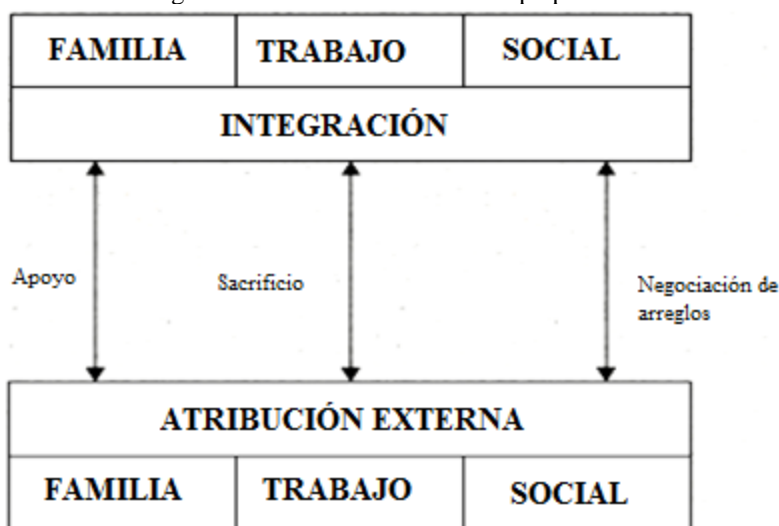 FAMILIA TRABAJO SOCIAL
INTEGRACIÓN
Apoyo
Sacrificio
Negociación de
arreglos
ATRIBUCIÓN EXTERNA
FAMILIA TRABAJO SOCIAL